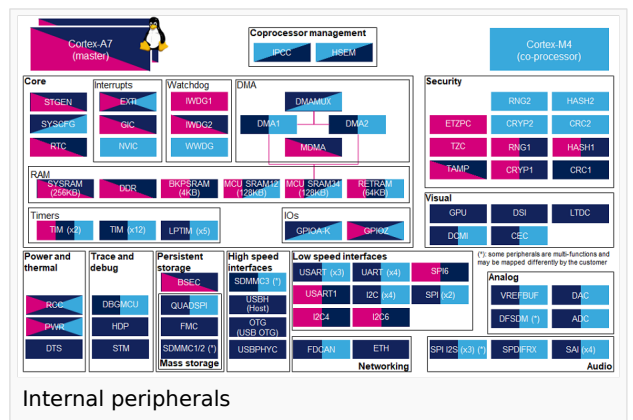 Cortex-A7
(master)
Coprocessor management
IPCC HSEM
Cortex-M4
(co-processor)
Core
STGEN
SYSCFG
RTC
Interrupts
EXTI
GIC
NVIC
Watchdog
IWDG1
IWDG2
WWDG
DMA
DMAMUX
DMA1 DMA2
MDMA
Security
RNG2 HASH2
ETZPC CRYP2 CRC2
TZC RNG1 HASH1
TAMP CRYP1 CRC1
RAM
SYSRAM
(256KB)
DDR
BKPSRAM
(4KB)
MCU SRAM12
(128KB)
MCU SRAM34
(128KB)
RETRAM
(64KB)
Timers
TIM (x2) TIM (x12) LPTIM (x5)
IOs
GPIOA-K GPIOZ
Visual
GPU DSI LTDC
DCMI CEC
Power and
thermal
RCC
PWR
DTS
Trace and
debug
DBGMCU
HDP
STM
Persistent
storage
BSEC
QUADSPI
FMC
SDMMC1/2 (*)
Mass storage
High speed
interfaces
SDMMC3 (*)
USBH
(Host)
OTG
(USB OTG)
USBPHYC
Low speed interfaces
USART (x3) UART (x4) SPI6
USART1 I2C (x4) SPI (x2)
I2C4 I2C6
(*): some peripherals are multi-functions and
may be mapped differently by the customer
FDCAN ETH
Networking
Analog
VREFBUF DAC
DFSDM (*) ADC
SPI I2S (x3) (*) SPDIFRX SAI (x4)
Audio
Internal peripherals